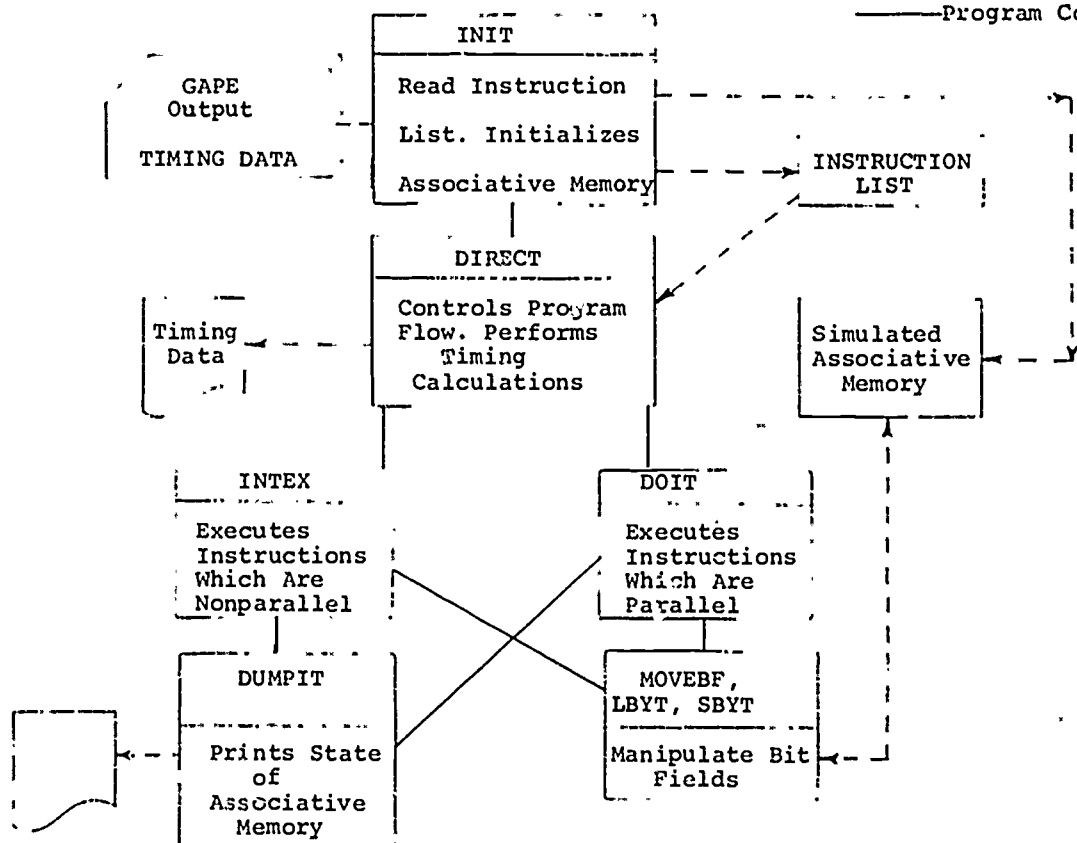 Program Co
INIT
Read Instruction
List. Initializes
Associative Memory
GAPE
Output
TIMING DATA
INSTRUCTION
LIST
DIRECT
Controls Program
Flow. Performs
Timing
Calculations
Timing
Data
Simulated
Associative
Memory
INTEX
Executes
Instructions
Which Are
Nonparallel
DOIT
Executes
Instructions
Which Are
Parallel
DUMPIT
Prints State
of
Associative
Memory
MOVEBF,
LBYT, SBYT
Manipulate Bit
Fields